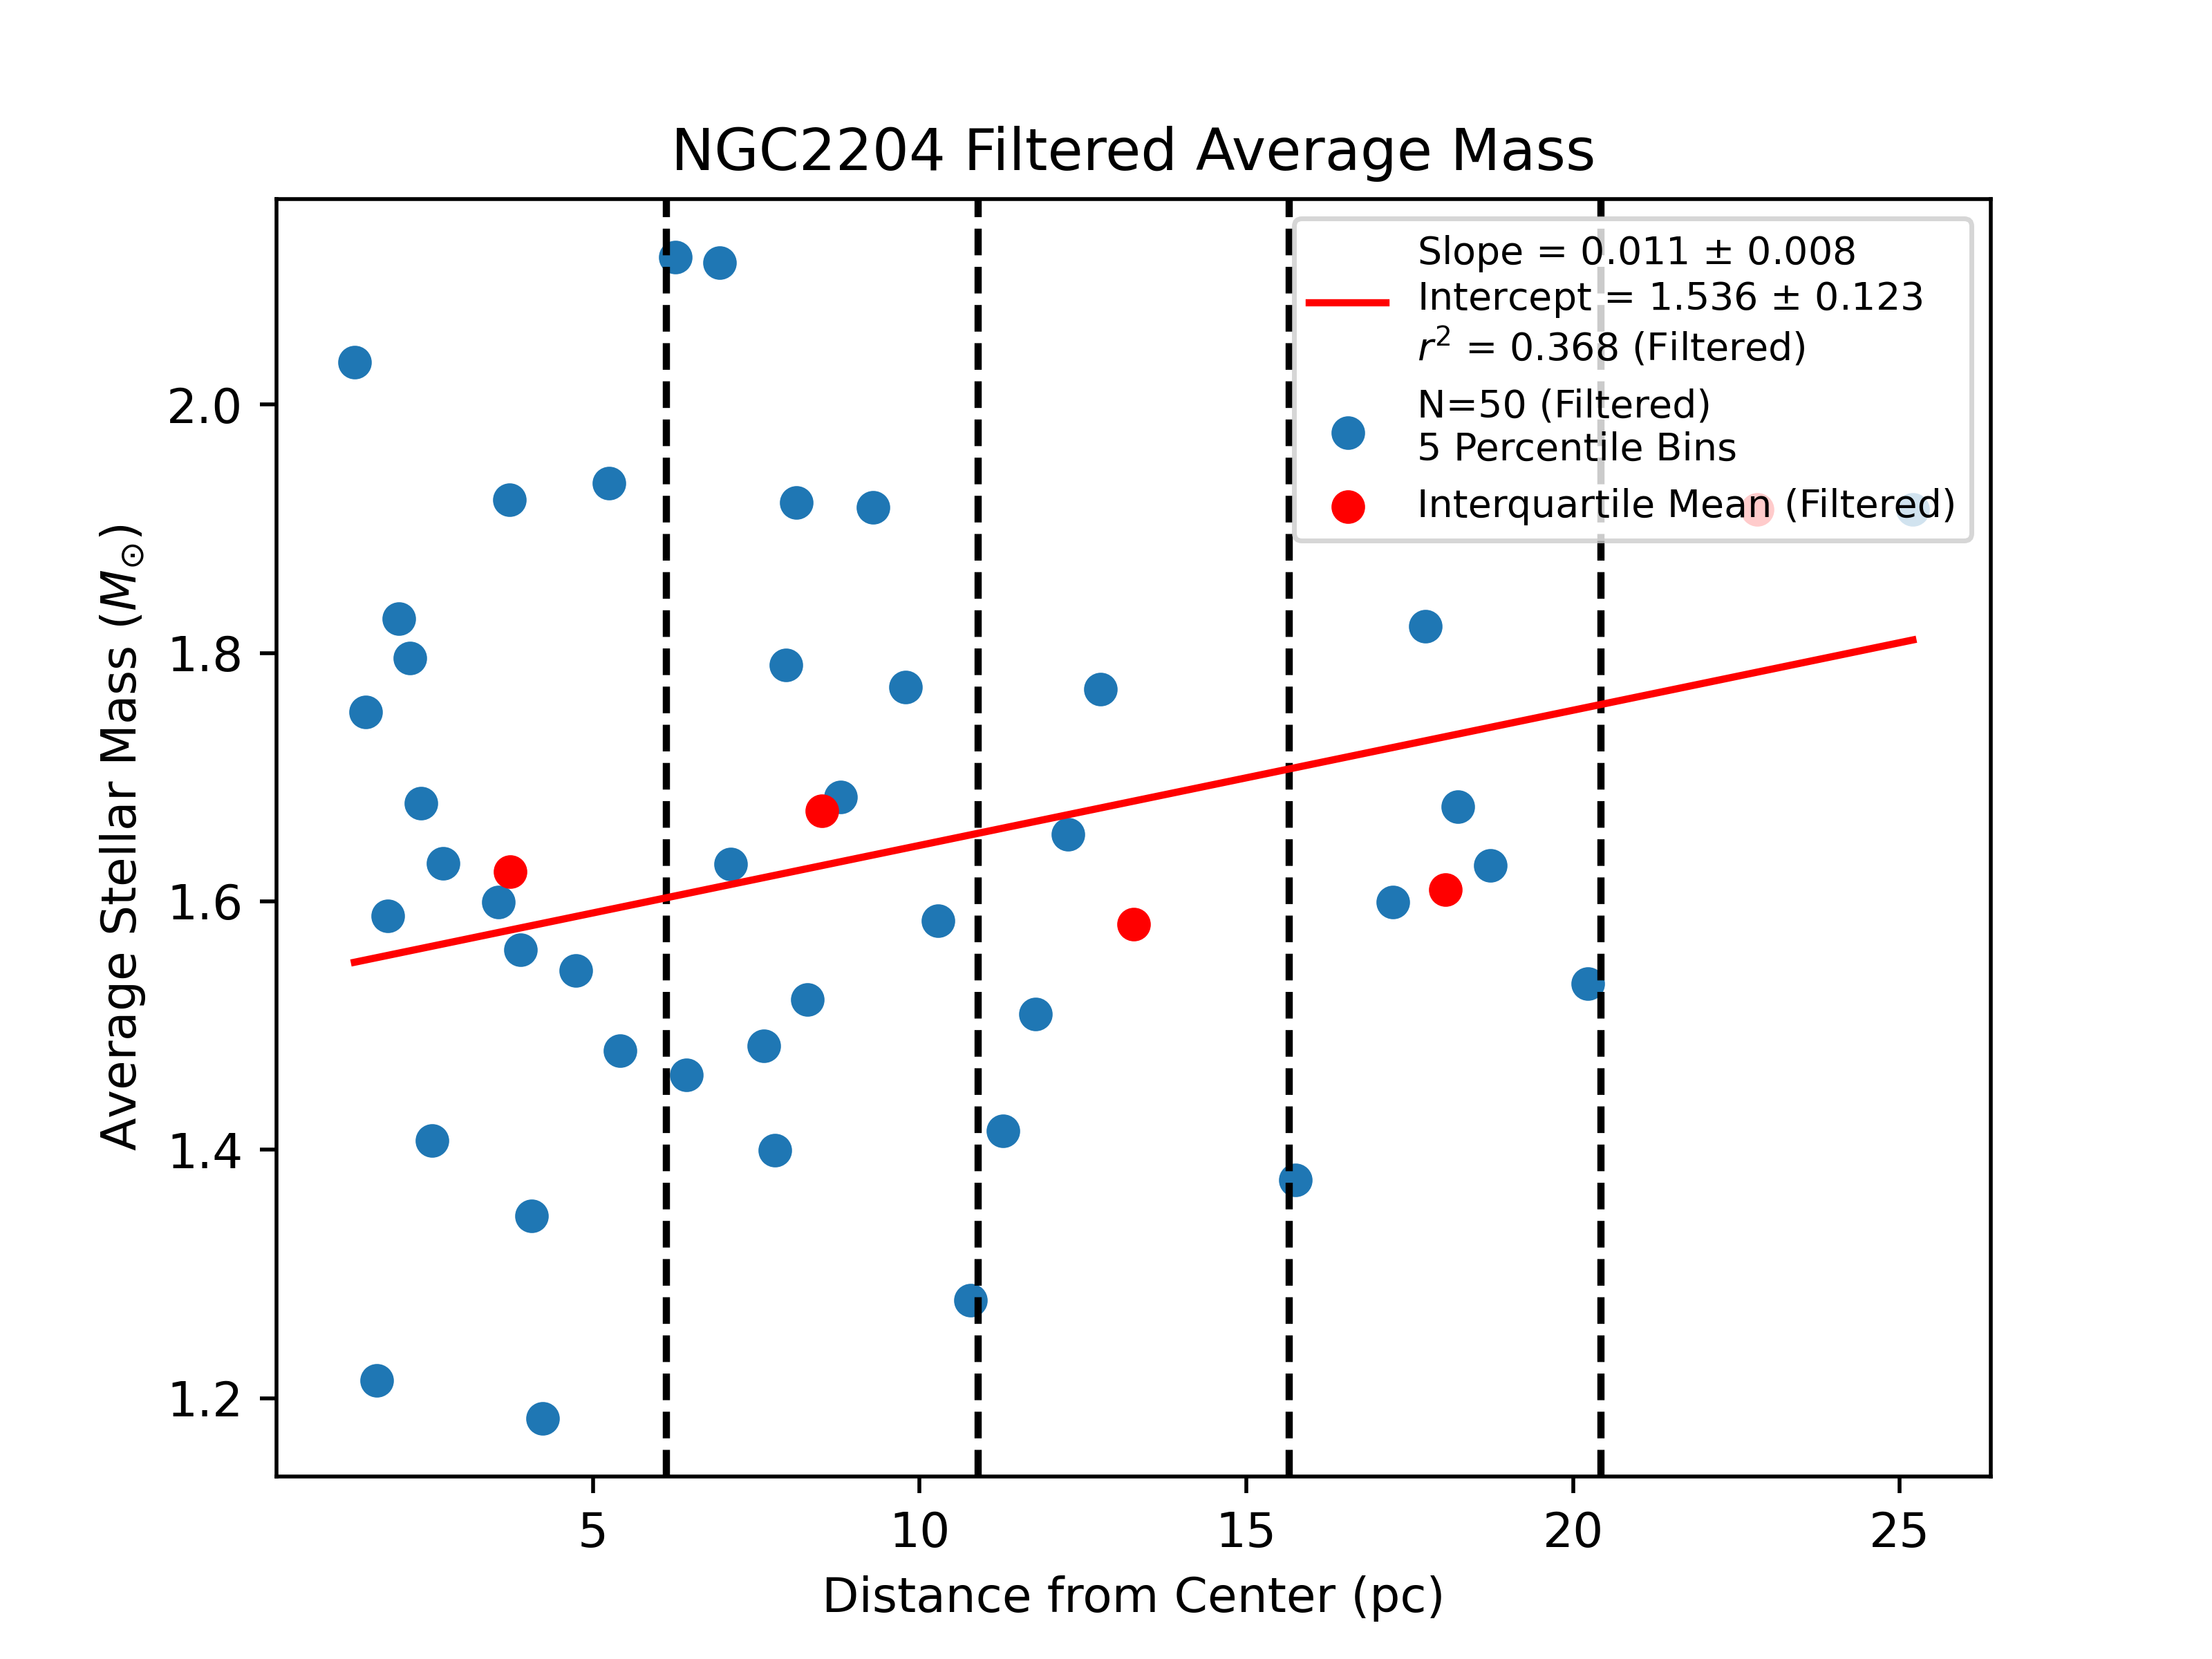 NGC2204 Filtered Average Mass
Average Stellar Mass (M☉)
2.0
1.8
1.6
1.4
1.2
Slope = 0.011 ± 0.008
Intercept = 1.536 ± 0.123
r² = 0.368 (Filtered)
N=50 (Filtered)
5 Percentile Bins
Interquartile Mean (Filtered)
5 10 15 20 25
Distance from Center (pc)